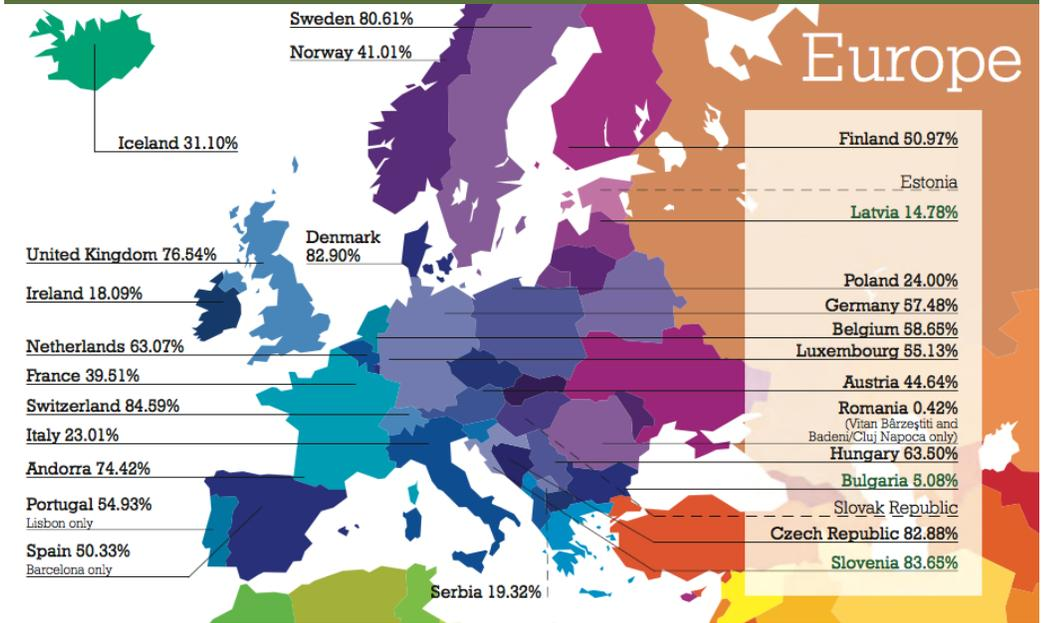 Europe
Sweden 80.61%
Norway 41.01%
Iceland 31.10%
United Kingdom 76.54%
Denmark
82.90%
Ireland 18.09%
Netherlands 63.07%
France 39.51%
Switzerland 84.59%
Italy 23.01%
Andorra 74.42%
Portugal 54.93%
Lisbon only
Spain 50.33%
Barcelona only
Serbia 19.32%
Finland 50.97%
Estonia
Latvia 14.78%
Poland 24.00%
Germany 57.48%
Belgium 58.65%
Luxembourg 55.13%
Austria 44.64%
Romania 0.42%
(Vitan Bârzeştiti and
Badeni/Cluj Napoca only)
Hungary 63.50%
Bulgaria 5.08%
Slovak Republic
Czech Republic 82.88%
Slovenia 83.65%